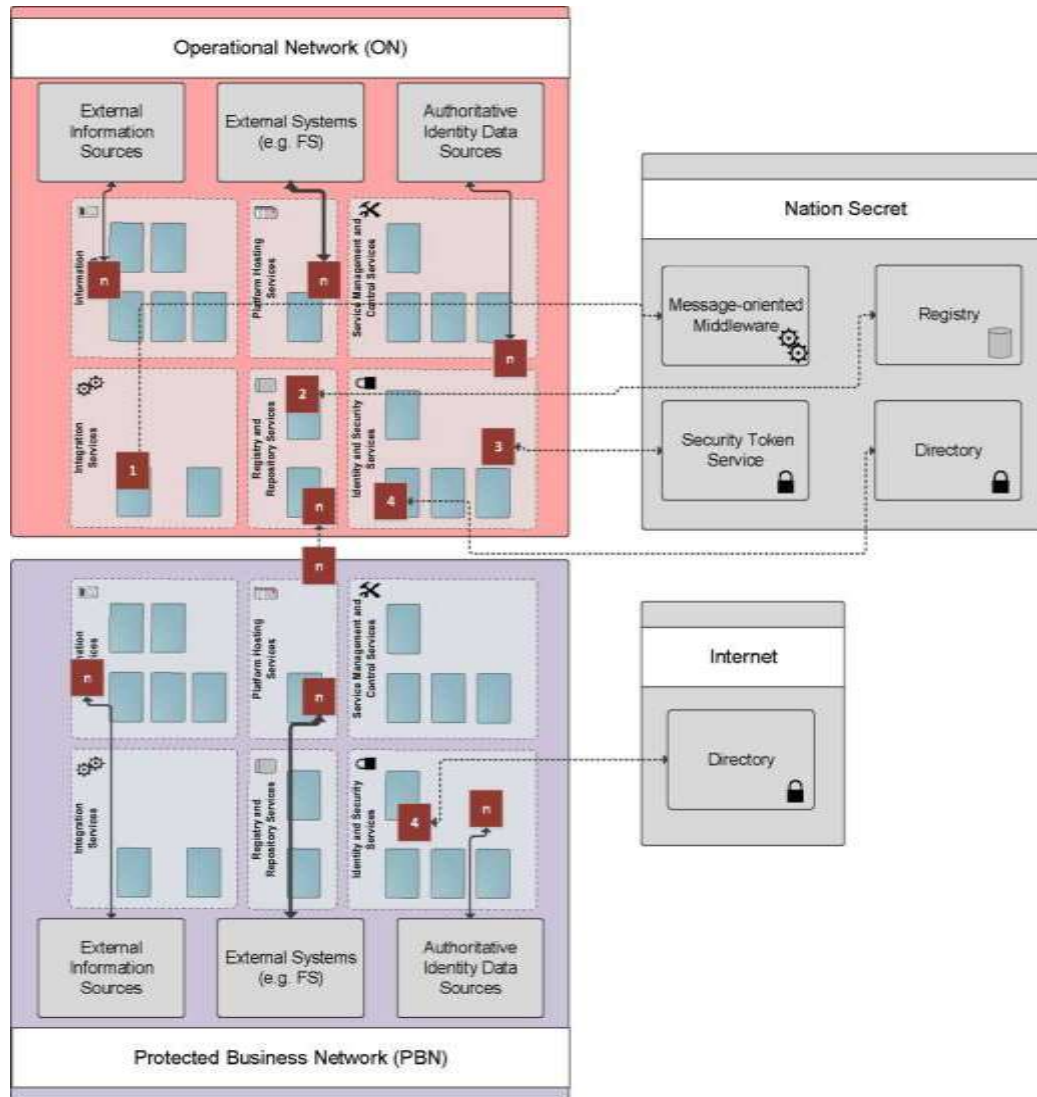 Operational Network (ON)
External
Information
Sources
External Systems
(e.g. FS)
Authoritative
Identity Data
Sources
Information
Platform Hosting
Services
Service Management and
Control Services
n
n
n
Integration
Services
Registry and
Repository Services
Identity and Security
Services
1
2
3
4
n
Nation Secret
Message-oriented
Middleware
Registry
Security Token
Service
Directory
n
Platform Hosting
Services
Service Management and
Control Services
n
n
Integration
Services
Registry and
Repository Services
Identity and Security
Services
4
n
Internet
Directory
External
Information
Sources
External Systems
(e.g. FS)
Authoritative
Identity Data
Sources
Protected Business Network (PBN)